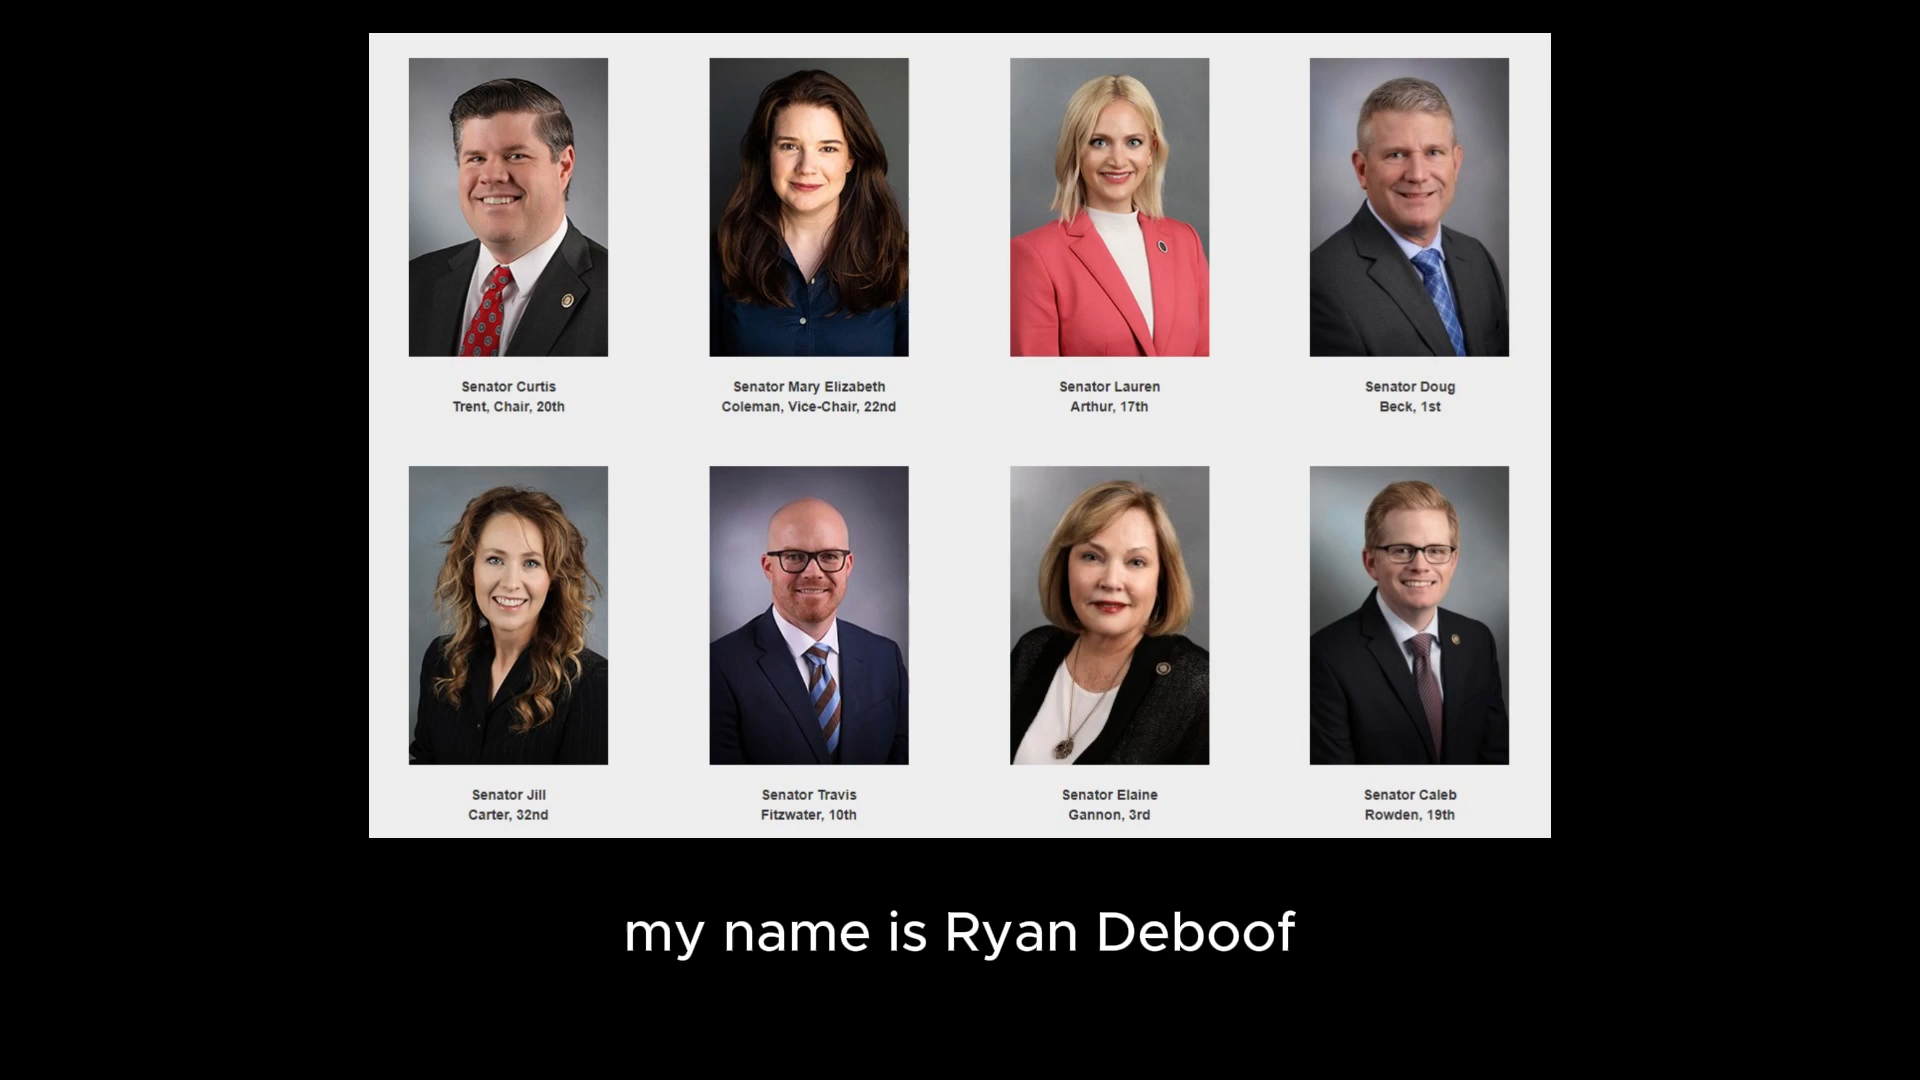 Senator Curtis
Trent, Chair, 20th
Senator Mary Elizabeth
Coleman, Vice-Chair, 22nd
Senator Lauren
Arthur, 17th
Senator Doug
Beck, 1st
Senator Jill
Carter, 32nd
Senator Travis
Fitzwater, 10th
Senator Elaine
Gannon, 3rd
Senator Caleb
Rowden, 19th
my name is Ryan Deboof